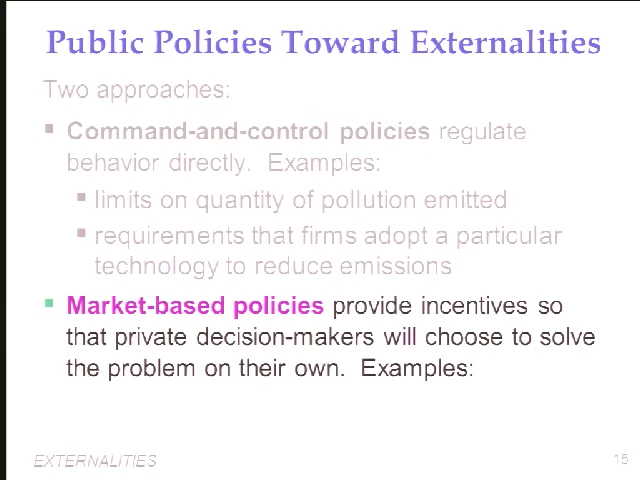 Public Policies Toward Externalities
Two approaches:
Command-and-control policies regulate
behavior directly. Examples:
limits on quantity of pollution emitted
requirements that firms adopt a particular
technology to reduce emissions
Market-based policies provide incentives so
that private decision-makers will choose to solve
the problem on their own. Examples:
EXTERNALITIES
15